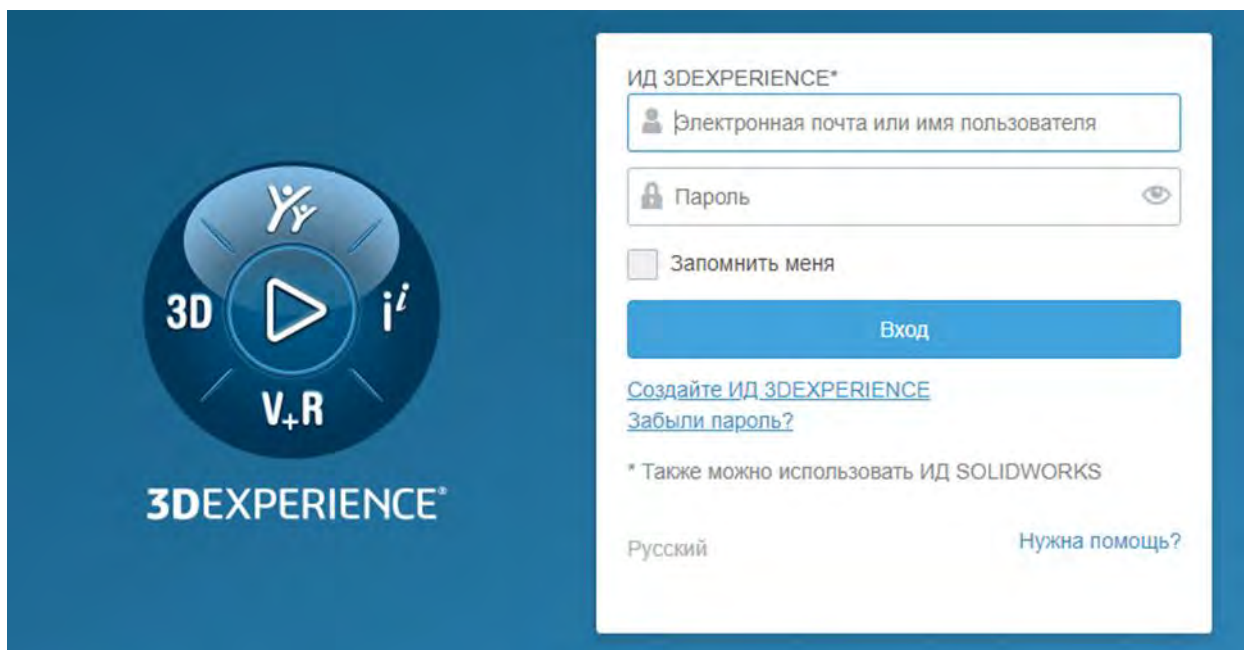 3D
i i
V+R
3DEXPERIENCE®
ИД 3DEXPERIENCE*
Электронная почта или имя пользователя
Пароль
Запомнить меня
Вход
Создайте ИД 3DEXPERIENCE
Забыли пароль?
* Также можно использовать ИД SOLIDWORKS
Русский
Нужна помощь?